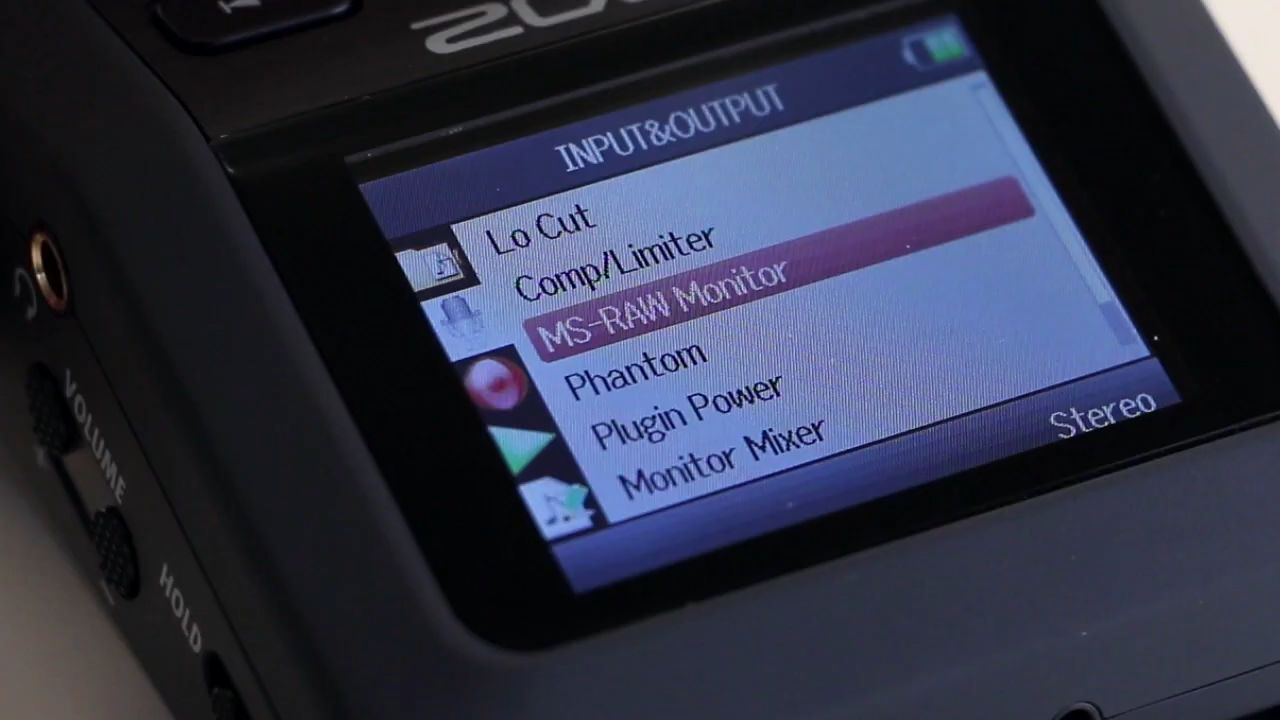 INPUT&OUTPUT
Lo Cut
Comp/Limiter
MS-RAW Monitor
Phantom
Plugin Power
Monitor Mixer
Stereo
VOLUME
HOLD